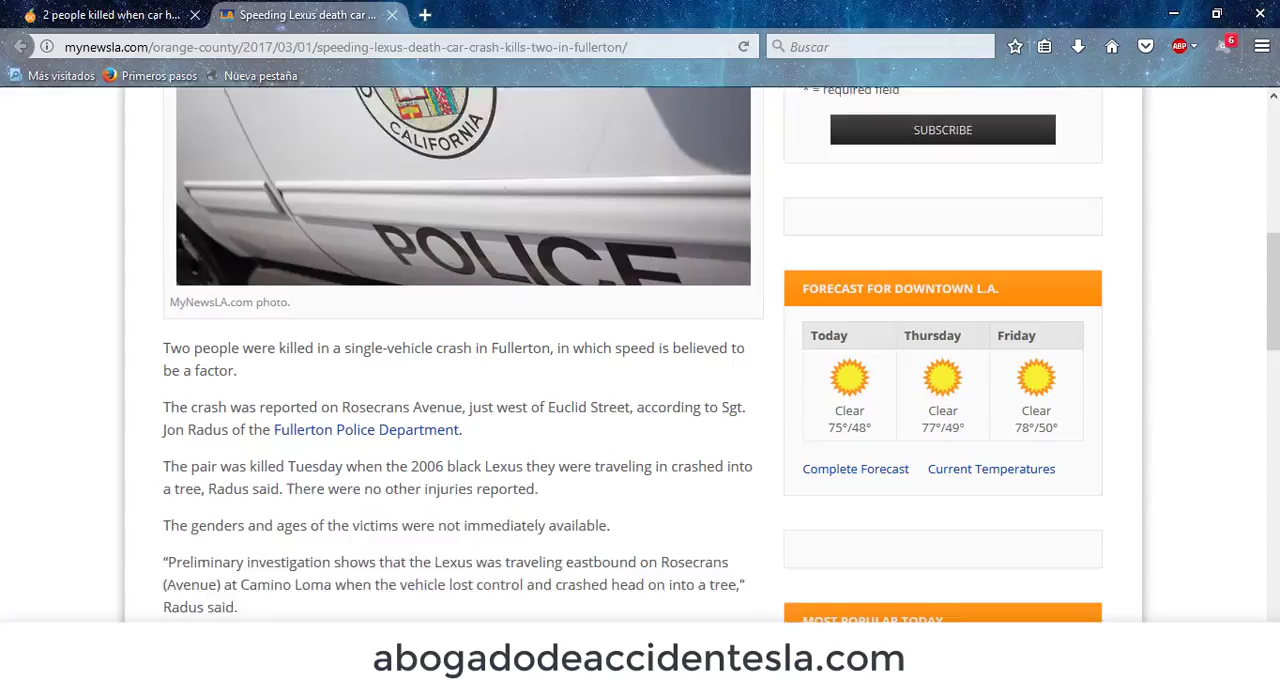 2 people killed when car h...
Speeding Lexus death car ...
mynewsla.com/orange-county/2017/03/01/speeding-lexus-death-car-crash-kills-two-in-fullerton/
Buscar
ABP
6
Más visitados
Primeros pasos
Nueva pestaña
CALIFORNIA
POLICE
MyNewsLA.com photo.
Two people were killed in a single-vehicle crash in Fullerton, in which speed is believed to
be a factor.
The crash was reported on Rosecrans Avenue, just west of Euclid Street, according to Sgt.
Jon Radus of the Fullerton Police Department.
The pair was killed Tuesday when the 2006 black Lexus they were traveling in crashed into
a tree, Radus said. There were no other injuries reported.
The genders and ages of the victims were not immediately available.
“Preliminary investigation shows that the Lexus was traveling eastbound on Rosecrans
(Avenue) at Camino Loma when the vehicle lost control and crashed head on into a tree,”
Radus said.
* = required field
SUBSCRIBE
FORECAST FOR DOWNTOWN L.A.
Today Thursday Friday
Clear Clear Clear
75°/48° 77°/49° 78°/50°
Complete Forecast Current Temperatures
MOST POPULAR TODAY
abogadodeaccidentesla.com